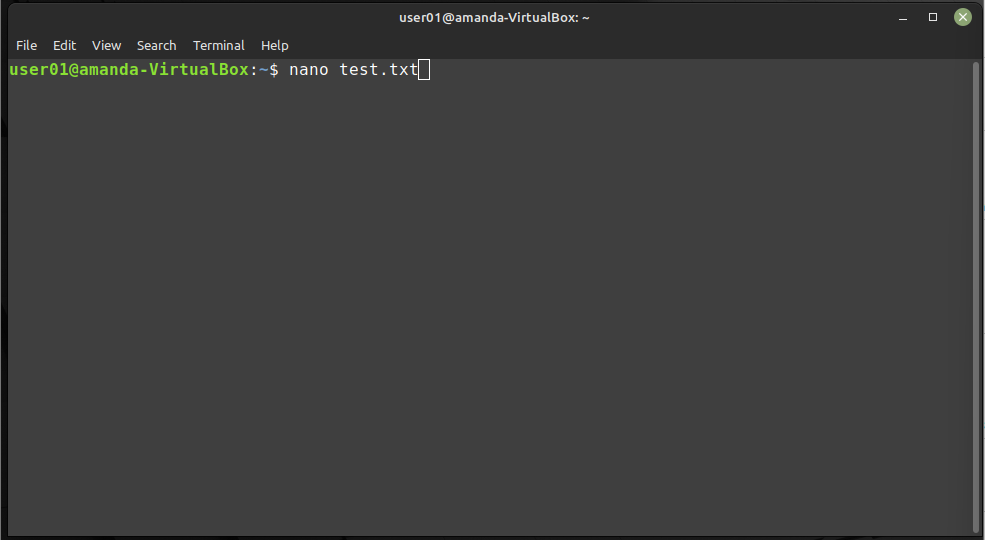 user01@amanda-VirtualBox: ~
File Edit View Search Terminal Help
user01@amanda-VirtualBox:~$ nano test.txt